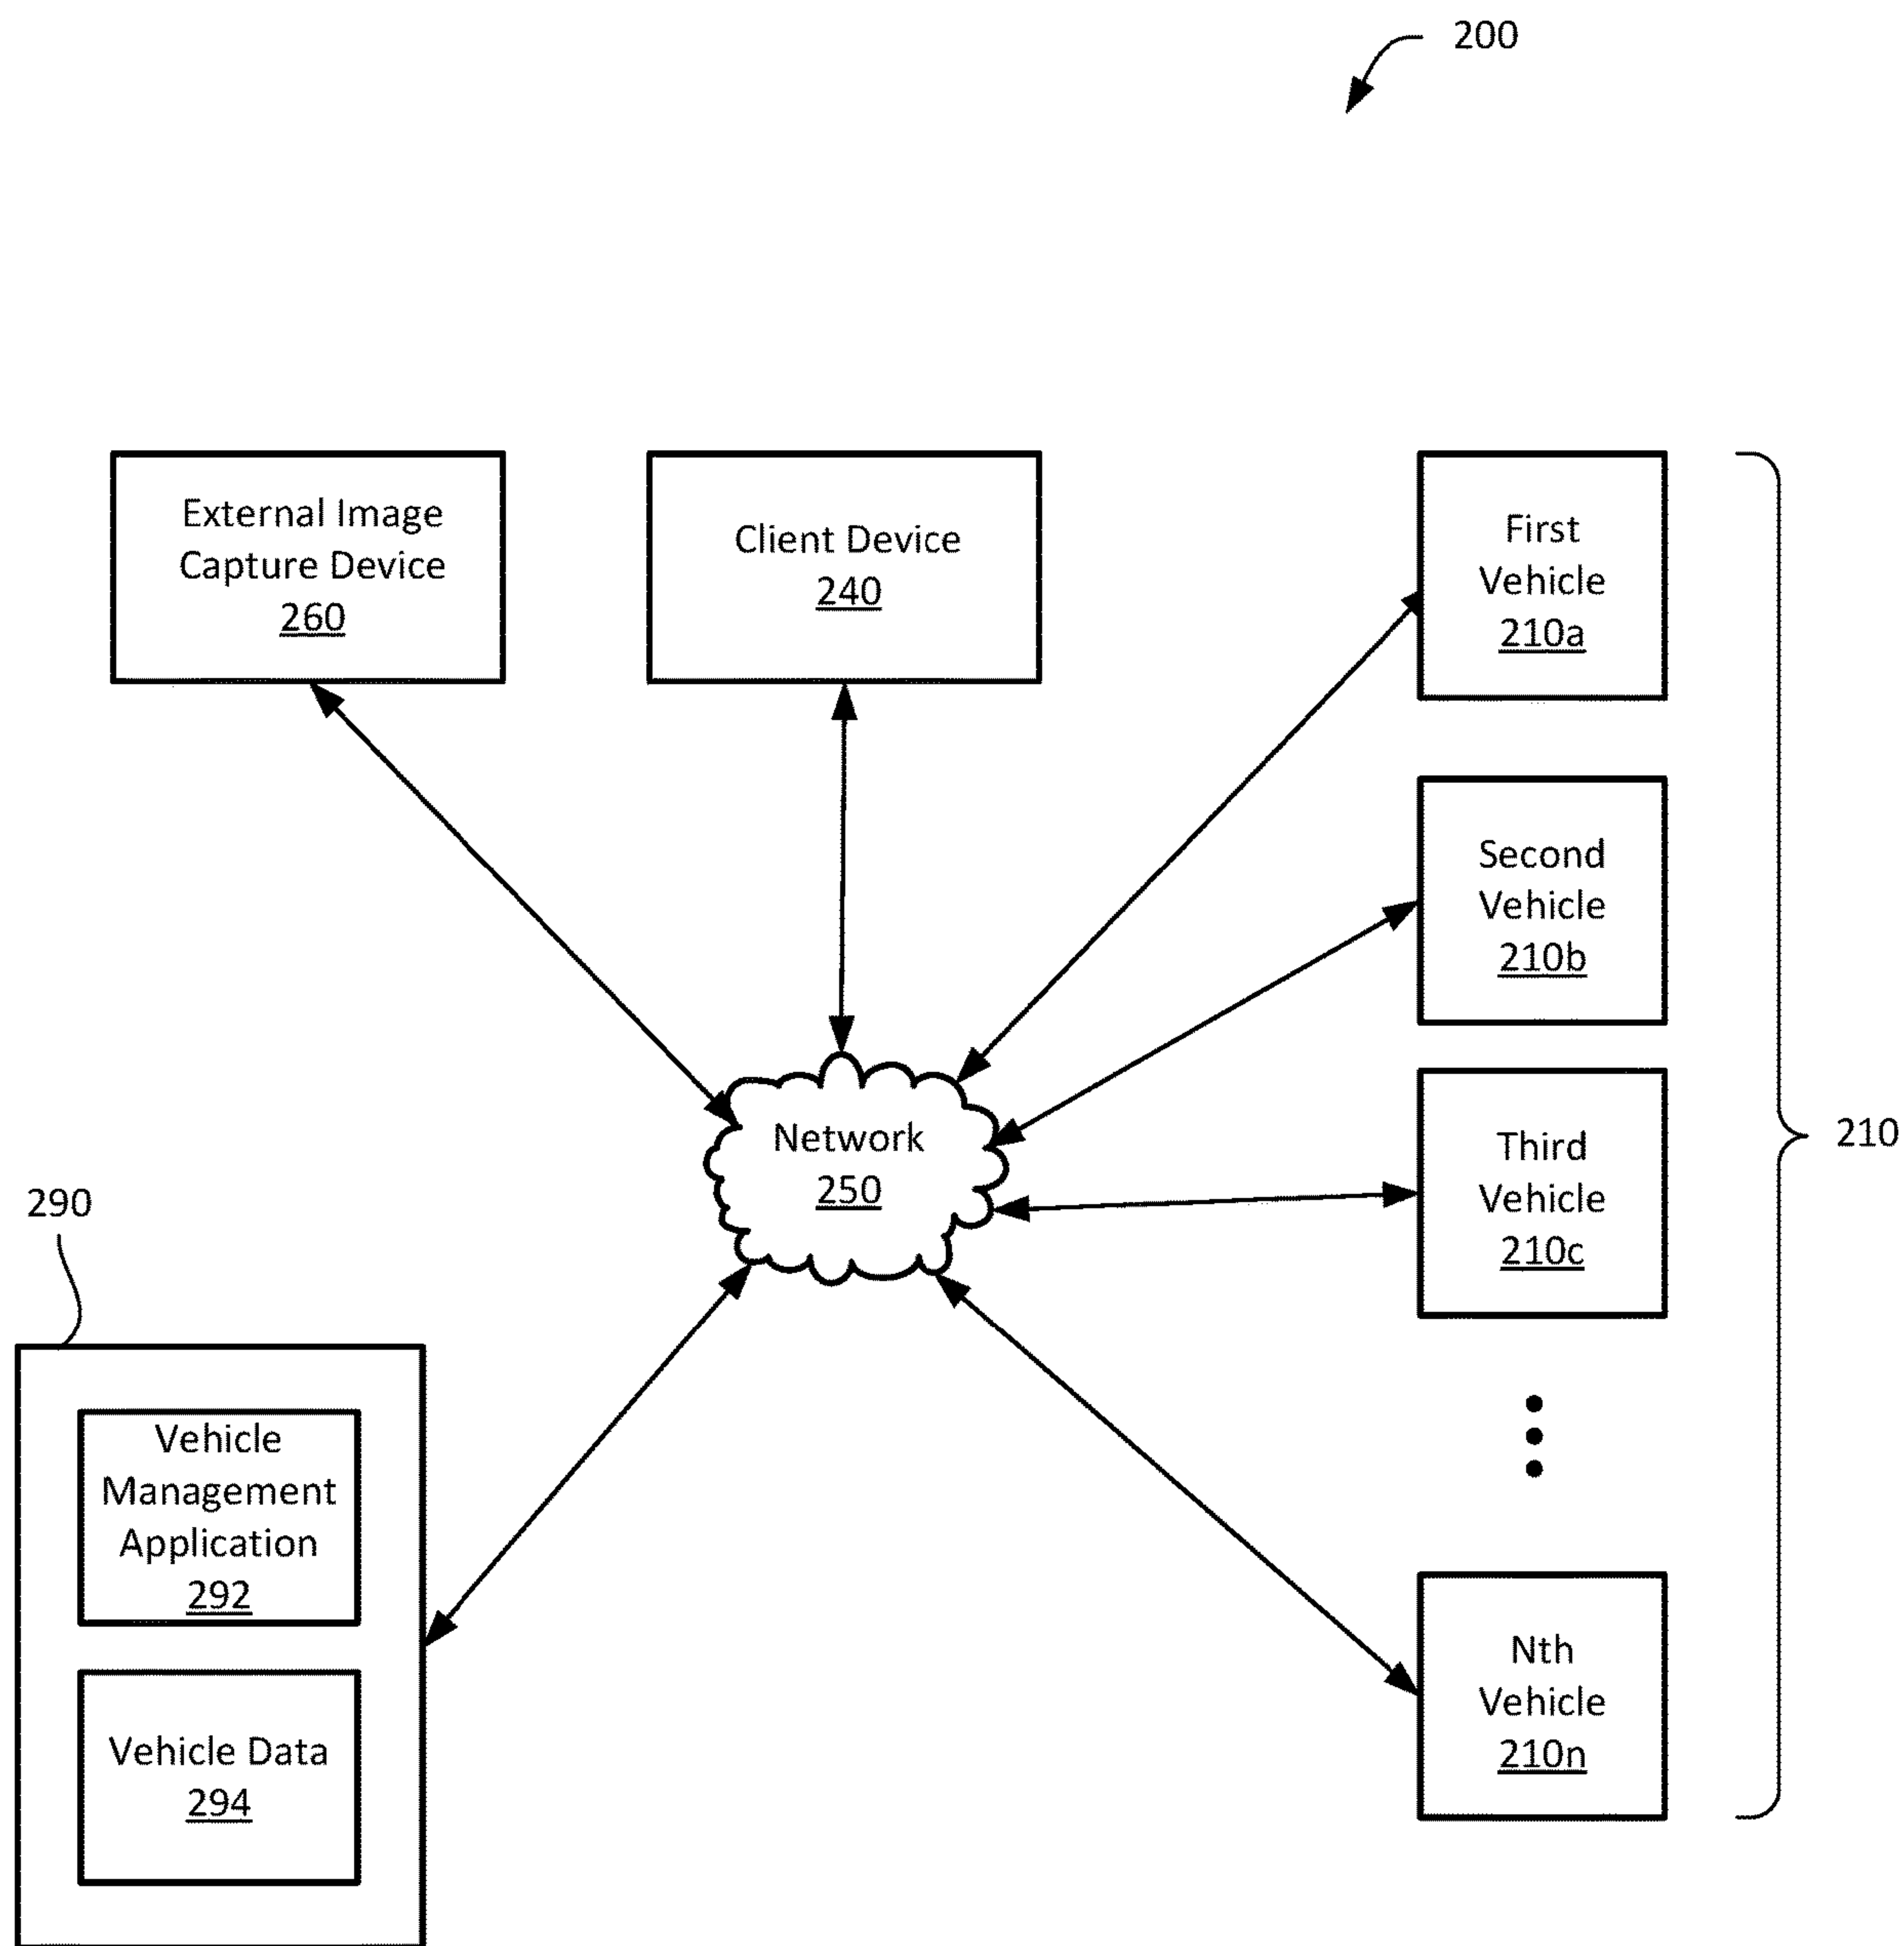 200
External Image
Capture Device
260
Client Device
240
First
Vehicle
210a
Second
Vehicle
210b
Network
250
Third
Vehicle
210c
210
290
Vehicle
Management
Application
292
Vehicle Data
294
Nth
Vehicle
210n